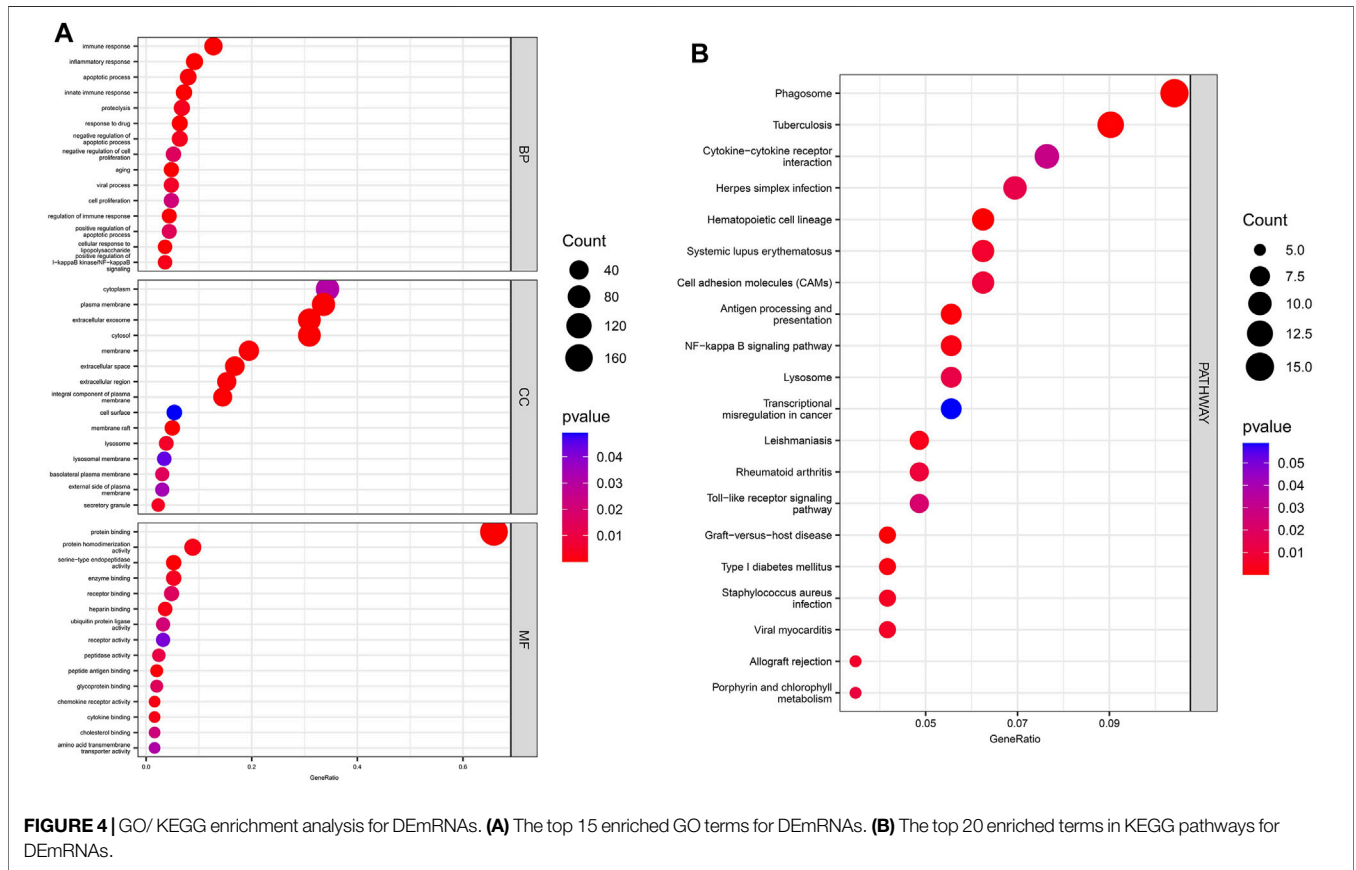 A
immune response
inflammatory response
apoptotic process
innate immune response
proteolysis
response to drug
negative regulation of
apoptotic process
negative regulation of cell
proliferation
aging
viral process
cell proliferation
regulation of immune response
positive regulation of
apoptotic process
cellular response to
lipopolysaccharide
positive regulation of
I−kappaB kinase/NF−kappaB
signaling
BP
cytoplasm
plasma membrane
extracellular exosome
cytosol
membrane
extracellular space
extracellular region
integral component of plasma
membrane
cell surface
membrane raft
lysosome
lysosomal membrane
basolateral plasma membrane
external side of plasma
membrane
secretory granule
CC
protein binding
protein homodimerization
activity
serine−type endopeptidase
activity
enzyme binding
receptor binding
heparin binding
ubiquitin protein ligase
activity
receptor activity
peptidase activity
peptide antigen binding
glycoprotein binding
chemokine receptor activity
cytokine binding
cholesterol binding
amino acid transmembrane
transporter activity
MF
0.0 0.2 0.4 0.6
GeneRatio
Count
40
80
120
160
pvalue
0.04
0.03
0.02
0.01
B
Phagosome
Tuberculosis
Cytokine−cytokine receptor
interaction
Herpes simplex infection
Hematopoietic cell lineage
Systemic lupus erythematosus
Cell adhesion molecules (CAMs)
Antigen processing and
presentation
NF−kappa B signaling pathway
Lysosome
Transcriptional
misregulation in cancer
Leishmaniasis
Rheumatoid arthritis
Toll−like receptor signaling
pathway
Graft−versus−host disease
Type I diabetes mellitus
Staphylococcus aureus
infection
Viral myocarditis
Allograft rejection
Porphyrin and chlorophyll
metabolism
PATHWAY
0.05 0.07 0.09
GeneRatio
Count
5.0
7.5
10.0
12.5
15.0
pvalue
0.05
0.04
0.03
0.02
0.01
FIGURE 4 | GO/ KEGG enrichment analysis for DEmRNAs. (A) The top 15 enriched GO terms for DEmRNAs. (B) The top 20 enriched terms in KEGG pathways for
DEmRNAs.